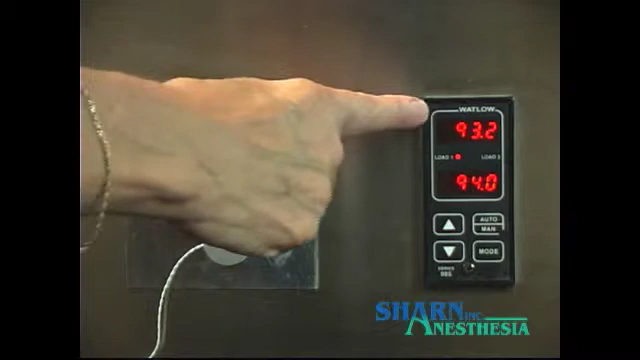 WATLOW
93.2
LOAD 1 LOAD 2
94.0
AUTO
MAN
MODE
SERIES
SHARN INC
ANESTHESIA